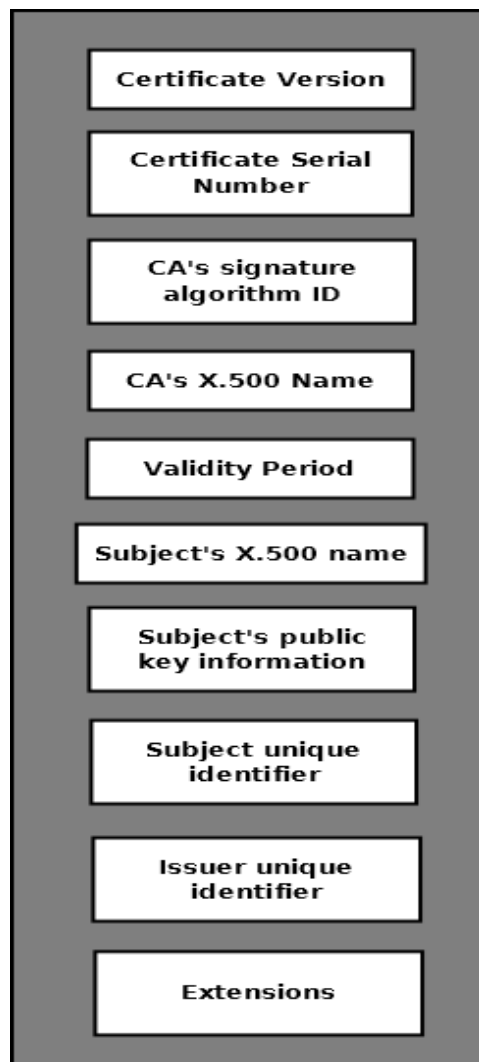 Certificate Version
Certificate Serial
Number
CA's signature
algorithm ID
CA's X.500 Name
Validity Period
Subject's X.500 name
Subject's public
key information
Subject unique
identifier
Issuer unique
identifier
Extensions